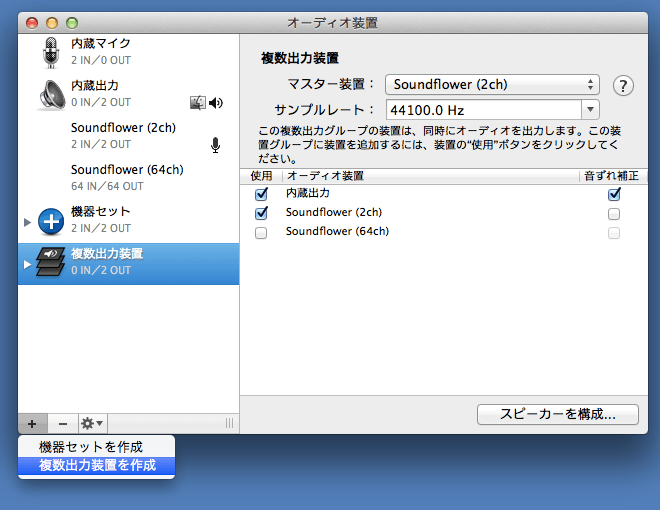 オーディオ装置
内蔵マイク
2 IN／0 OUT
内蔵出力
0 IN／2 OUT
Soundflower (2ch)
2 IN／2 OUT
Soundflower (64ch)
64 IN／64 OUT
機器セット
2 IN／2 OUT
複数出力装置
0 IN／2 OUT
複数出力装置
マスター装置： Soundflower (2ch)
?
サンプルレート： 44100.0 Hz
この複数出力グループの装置は、同時にオーディオを出力します。この装
置グループに装置を追加するには、装置の“使用”ボタンをクリックしてく
ださい。
使用 オーディオ装置 音ずれ補正
内蔵出力
Soundflower (2ch)
Soundflower (64ch)
スピーカーを構成...
機器セットを作成
複数出力装置を作成